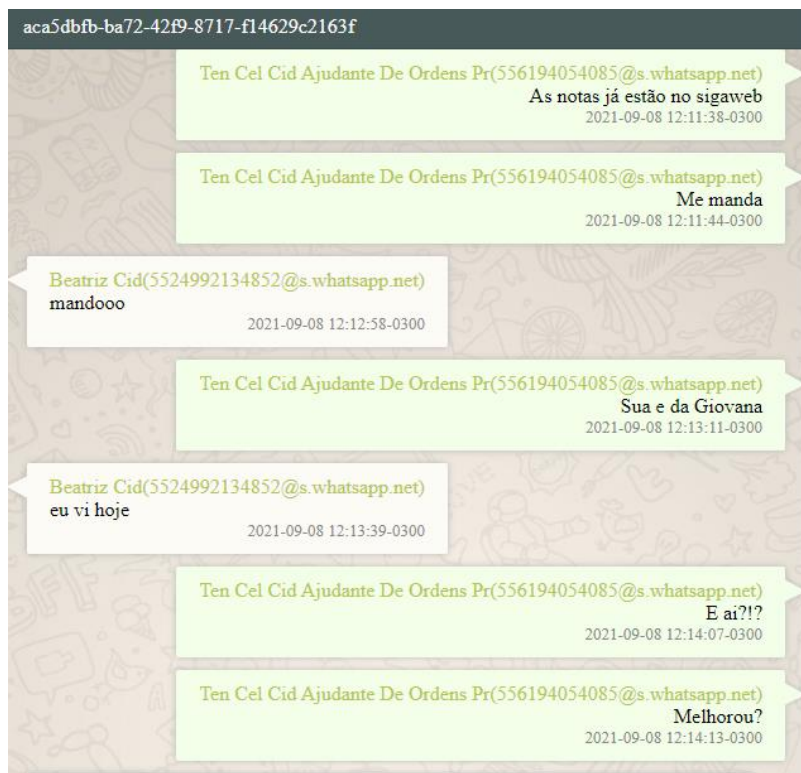 aca5dbfb-ba72-42f9-8717-f14629c2163f
Ten Cel Cid Ajudante De Ordens Pr(556194054085@s.whatsapp.net)
As notas já estão no sigaweb
2021-09-08 12:11:38-0300
Ten Cel Cid Ajudante De Ordens Pr(556194054085@s.whatsapp.net)
Me manda
2021-09-08 12:11:44-0300
Beatriz Cid(5524992134852@s.whatsapp.net)
mandooo
2021-09-08 12:12:58-0300
Ten Cel Cid Ajudante De Ordens Pr(556194054085@s.whatsapp.net)
Sua e da Giovana
2021-09-08 12:13:11-0300
Beatriz Cid(5524992134852@s.whatsapp.net)
eu vi hoje
2021-09-08 12:13:39-0300
Ten Cel Cid Ajudante De Ordens Pr(556194054085@s.whatsapp.net)
E ai?!?
2021-09-08 12:14:07-0300
Ten Cel Cid Ajudante De Ordens Pr(556194054085@s.whatsapp.net)
Melhorou?
2021-09-08 12:14:13-0300